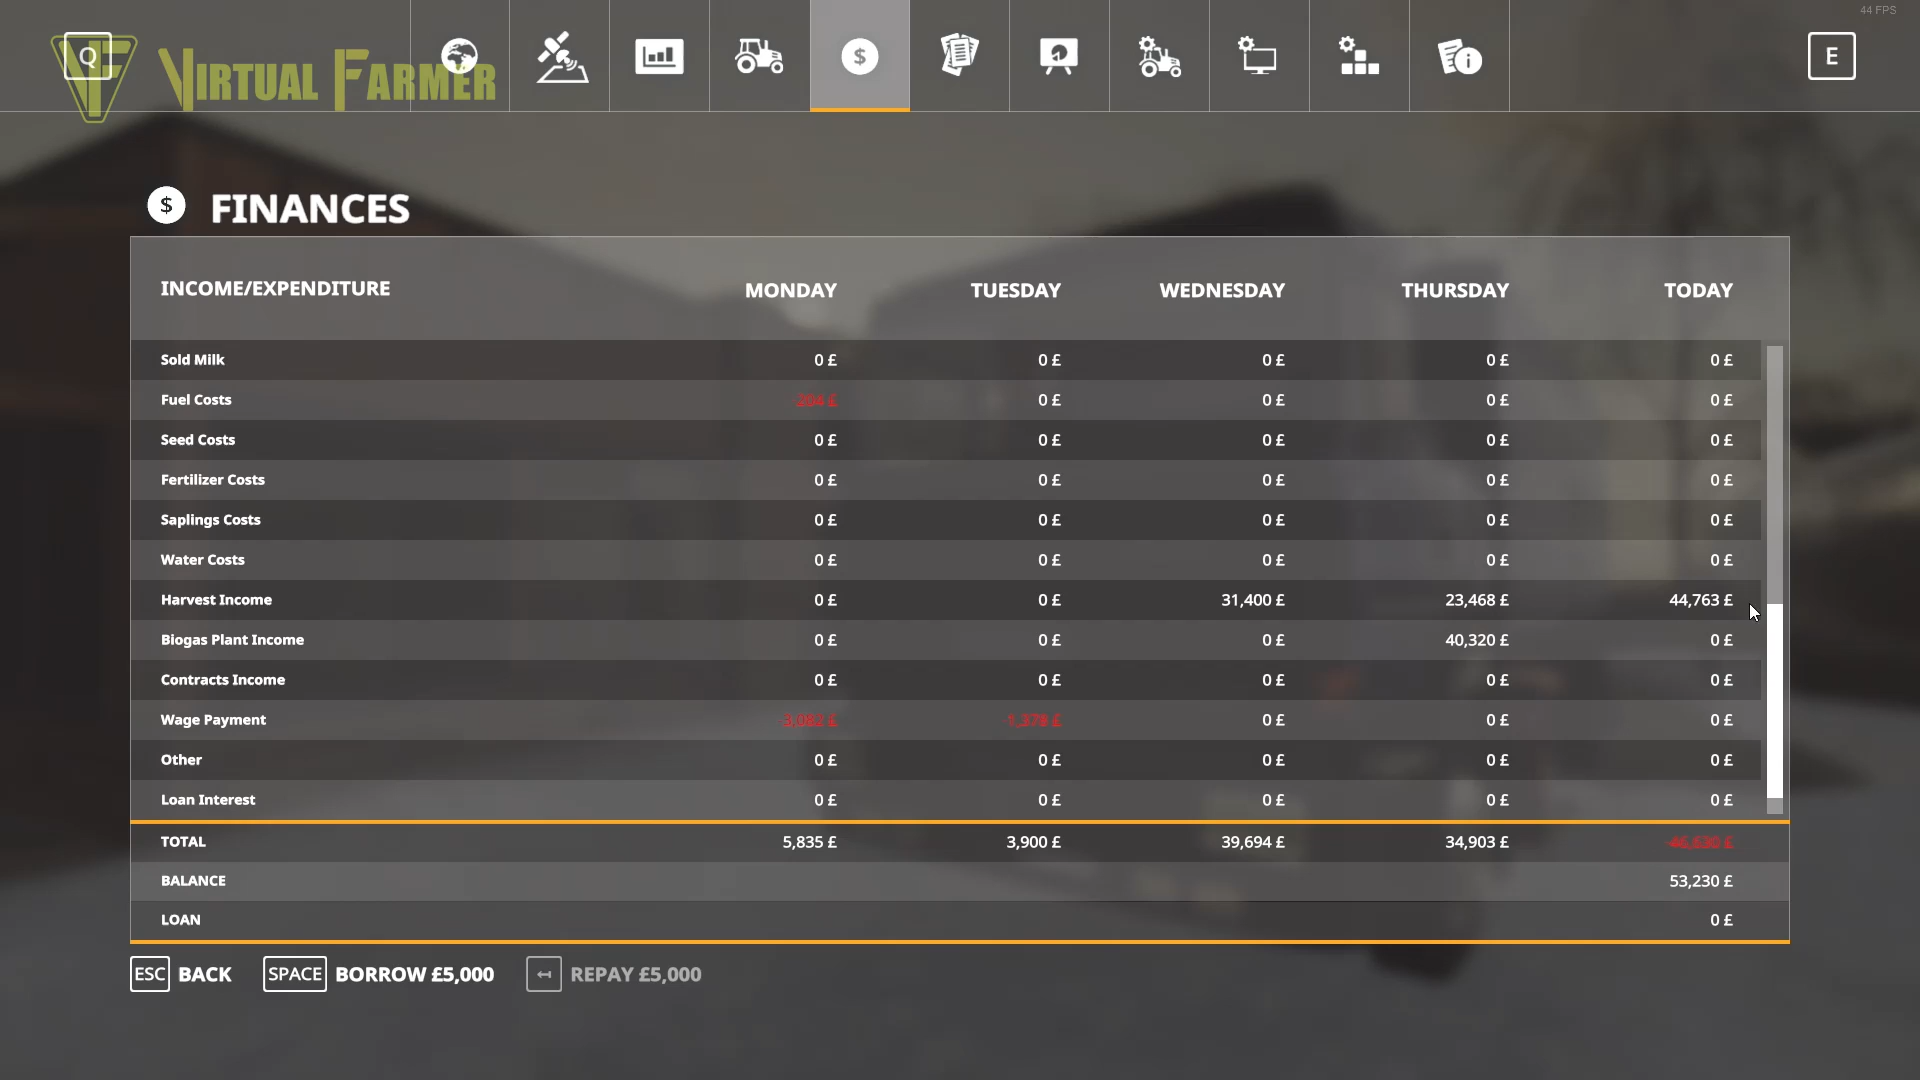 44 FPS
Q VIRTUAL FARMER E
$ FINANCES
INCOME/EXPENDITURE MONDAY TUESDAY WEDNESDAY THURSDAY TODAY
Sold Milk 0 £ 0 £ 0 £ 0 £ 0 £
Fuel Costs -204 £ 0 £ 0 £ 0 £ 0 £
Seed Costs 0 £ 0 £ 0 £ 0 £ 0 £
Fertilizer Costs 0 £ 0 £ 0 £ 0 £ 0 £
Saplings Costs 0 £ 0 £ 0 £ 0 £ 0 £
Water Costs 0 £ 0 £ 0 £ 0 £ 0 £
Harvest Income 0 £ 0 £ 31,400 £ 23,468 £ 44,763 £
Biogas Plant Income 0 £ 0 £ 0 £ 40,320 £ 0 £
Contracts Income 0 £ 0 £ 0 £ 0 £ 0 £
Wage Payment 0 £ 0 £ 0 £
Other 0 £ 0 £ 0 £ 0 £ 0 £
Loan Interest 0 £ 0 £ 0 £ 0 £ 0 £
TOTAL 5,835 £ 3,900 £ 39,694 £ 34,903 £
BALANCE 53,230 £
LOAN 0 £
ESC BACK SPACE BORROW £5,000 REPAY £5,000